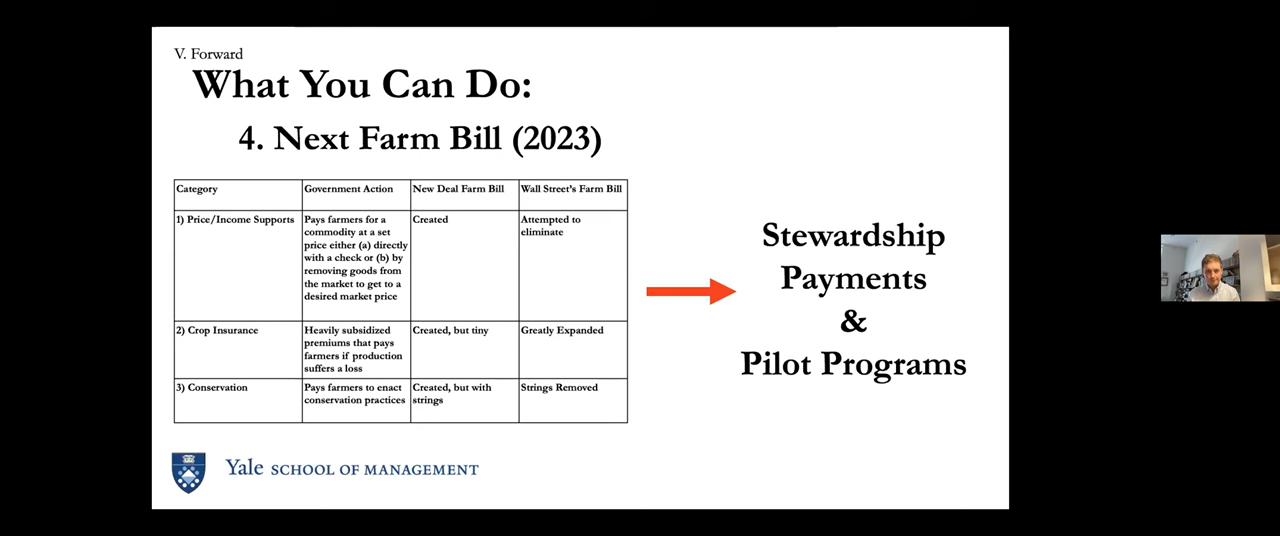 V. Forward
What You Can Do:
4. Next Farm Bill (2023)
Category
Government Action
New Deal Farm Bill
Wall Street's Farm Bill
1) Price/Income Supports
Pays farmers for a
commodity at a set
price either (a) directly
with a check or (b) by
removing goods from
the market to get to a
desired market price
Created
Attempted to
eliminate
2) Crop Insurance
Heavily subsidized
premiums that pays
farmers if production
suffers a loss
Created, but tiny
Greatly Expanded
3) Conservation
Pays farmers to enact
conservation practices
Created, but with
strings
Strings Removed
Stewardship
Payments
&
Pilot Programs
Yale SCHOOL OF MANAGEMENT